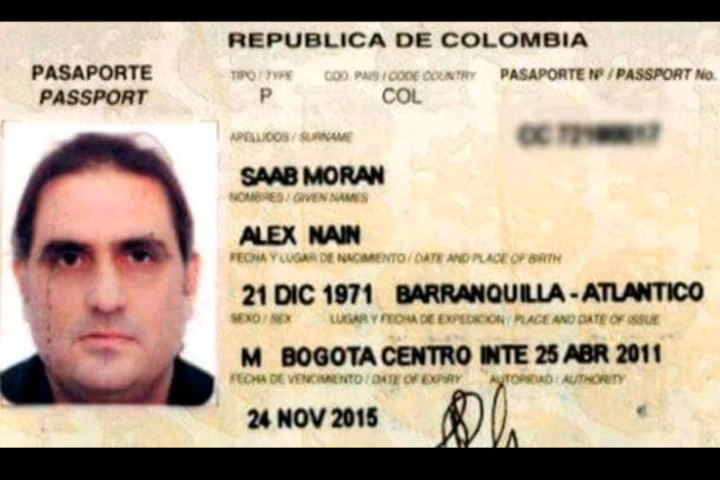 REPUBLICA DE COLOMBIA
PASAPORTE
PASSPORT
TIPO / TYPE COD. PAIS / CODE COUNTRY PASAPORTE Nº / PASSPORT No.
P COL
APELLIDOS / SURNAME
SAAB MORAN
NOMBRES / GIVEN NAMES
ALEX NAIN
FECHA Y LUGAR DE NACIMIENTO / DATE AND PLACE OF BIRTH
21 DIC 1971 BARRANQUILLA - ATLANTICO
SEXO / SEX LUGAR Y FECHA DE EXPEDICION / PLACE AND DATE OF ISSUE
M BOGOTA CENTRO INTE 25 ABR 2011
FECHA DE VENCIMIENTO / DATE OF EXPIRY AUTORIDAD / AUTHORITY
24 NOV 2015